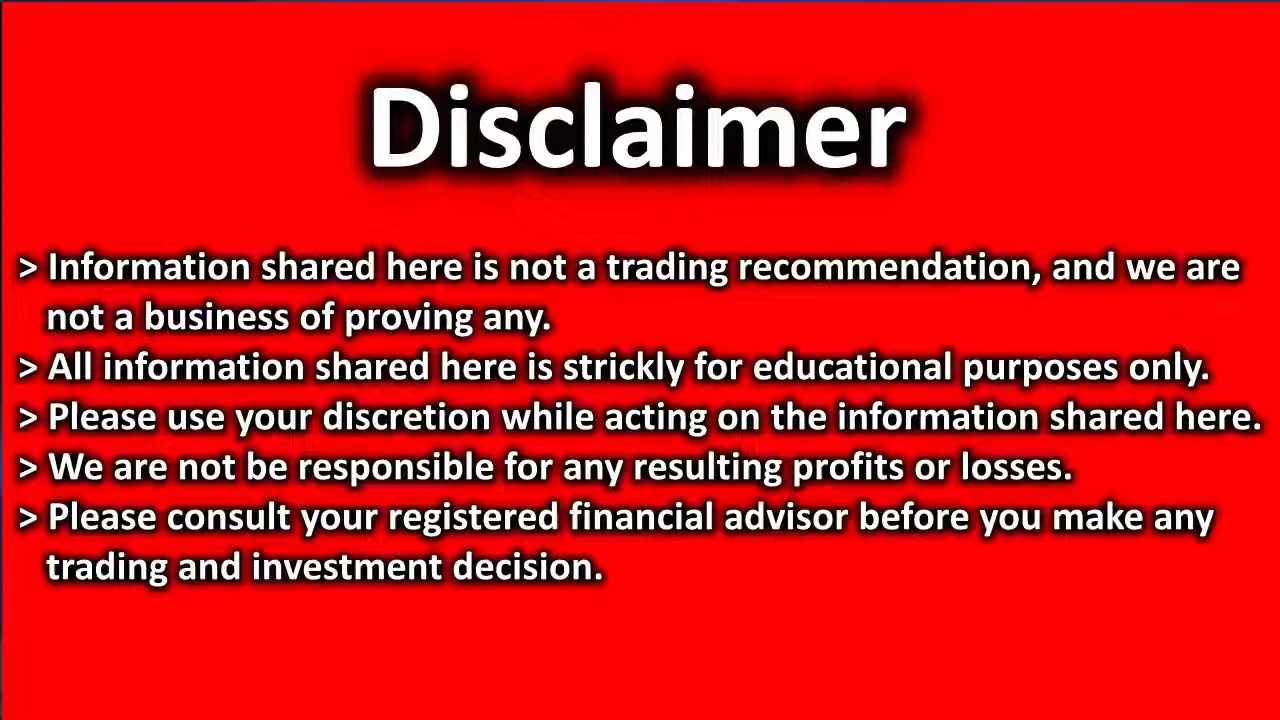 Disclaimer
> Information shared here is not a trading recommendation, and we are
not a business of proving any.
> All information shared here is strickly for educational purposes only.
> Please use your discretion while acting on the information shared here.
> We are not be responsible for any resulting profits or losses.
> Please consult your registered financial advisor before you make any
trading and investment decision.